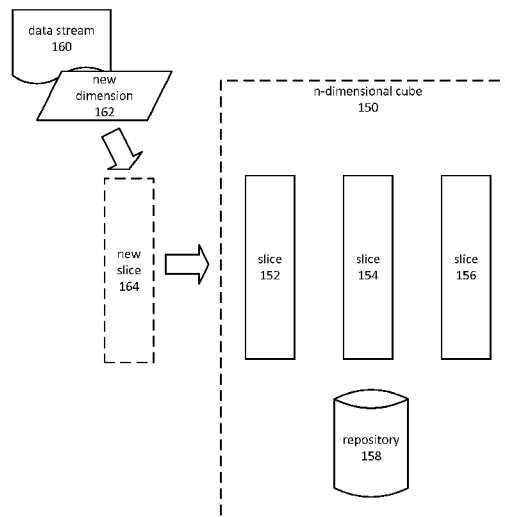 data stream
160
new
dimension
162
n-dimensional cube
150
new
slice
164
slice
152
slice
154
slice
156
repository
158